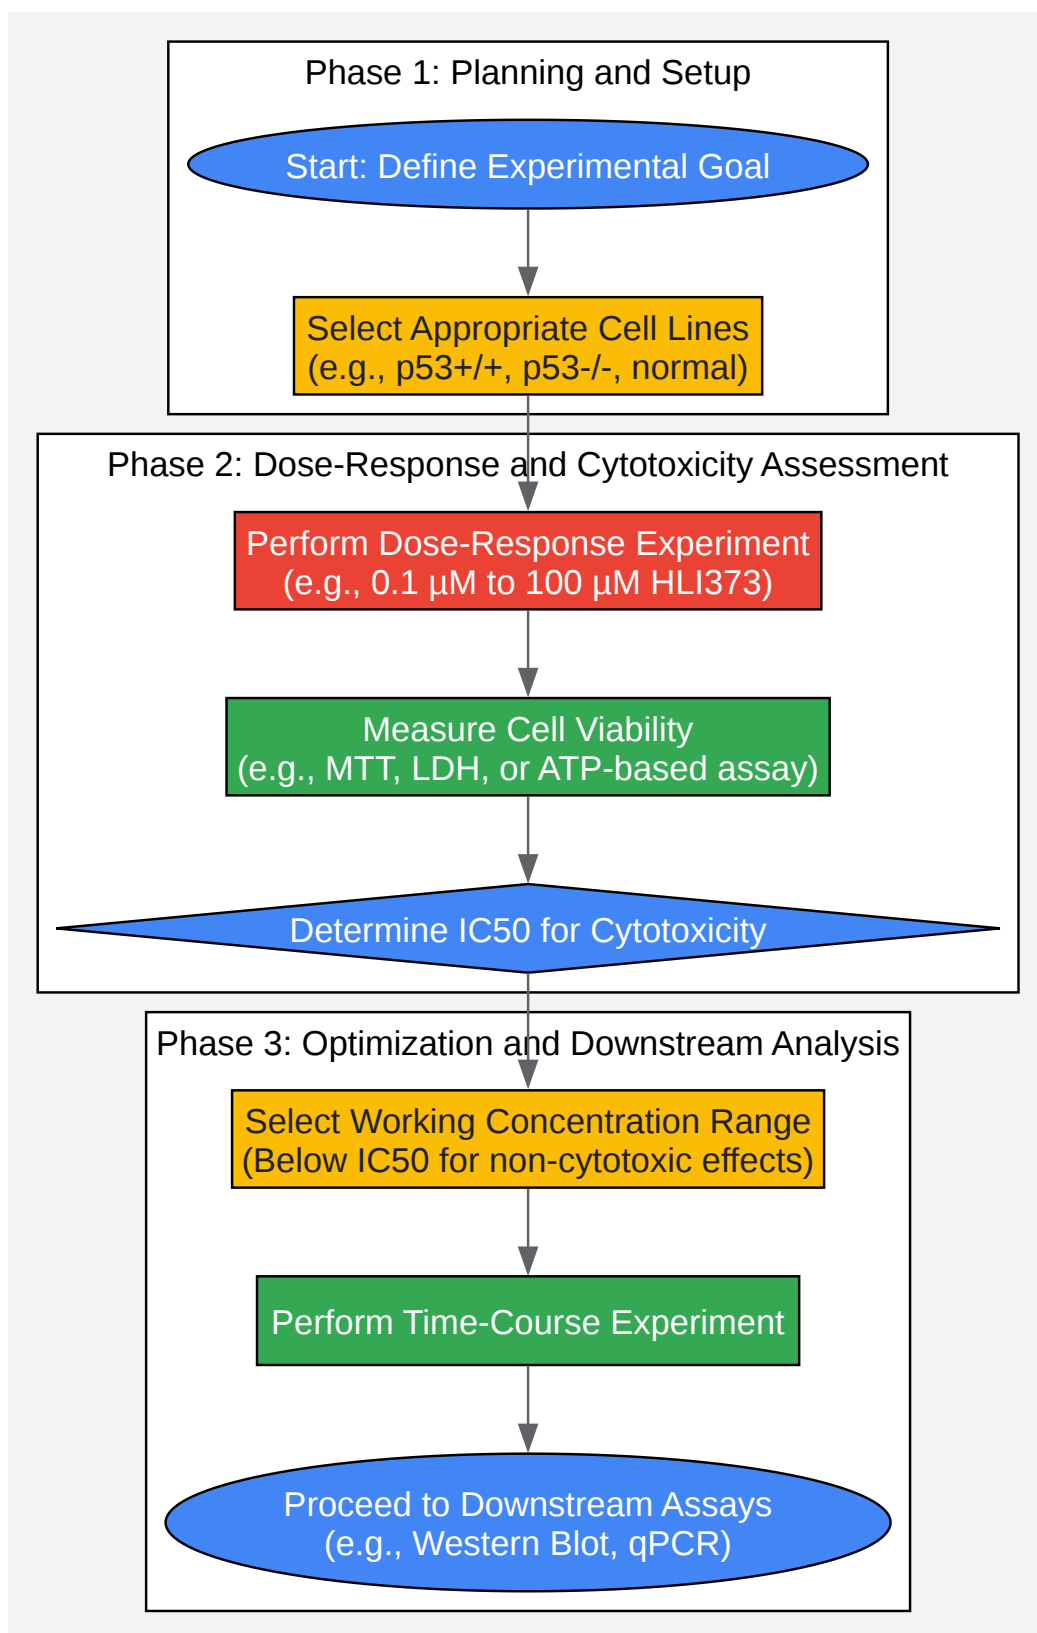 Phase 1: Planning and Setup
Start: Define Experimental Goal
Select Appropriate Cell Lines
(e.g., p53+/+, p53-/-, normal)
Phase 2: Dose-Response and Cytotoxicity Assessment
Perform Dose-Response Experiment
(e.g., 0.1 µM to 100 µM HLI373)
Measure Cell Viability
(e.g., MTT, LDH, or ATP-based assay)
Determine IC50 for Cytotoxicity
Phase 3: Optimization and Downstream Analysis
Select Working Concentration Range
(Below IC50 for non-cytotoxic effects)
Perform Time-Course Experiment
Proceed to Downstream Assays
(e.g., Western Blot, qPCR)